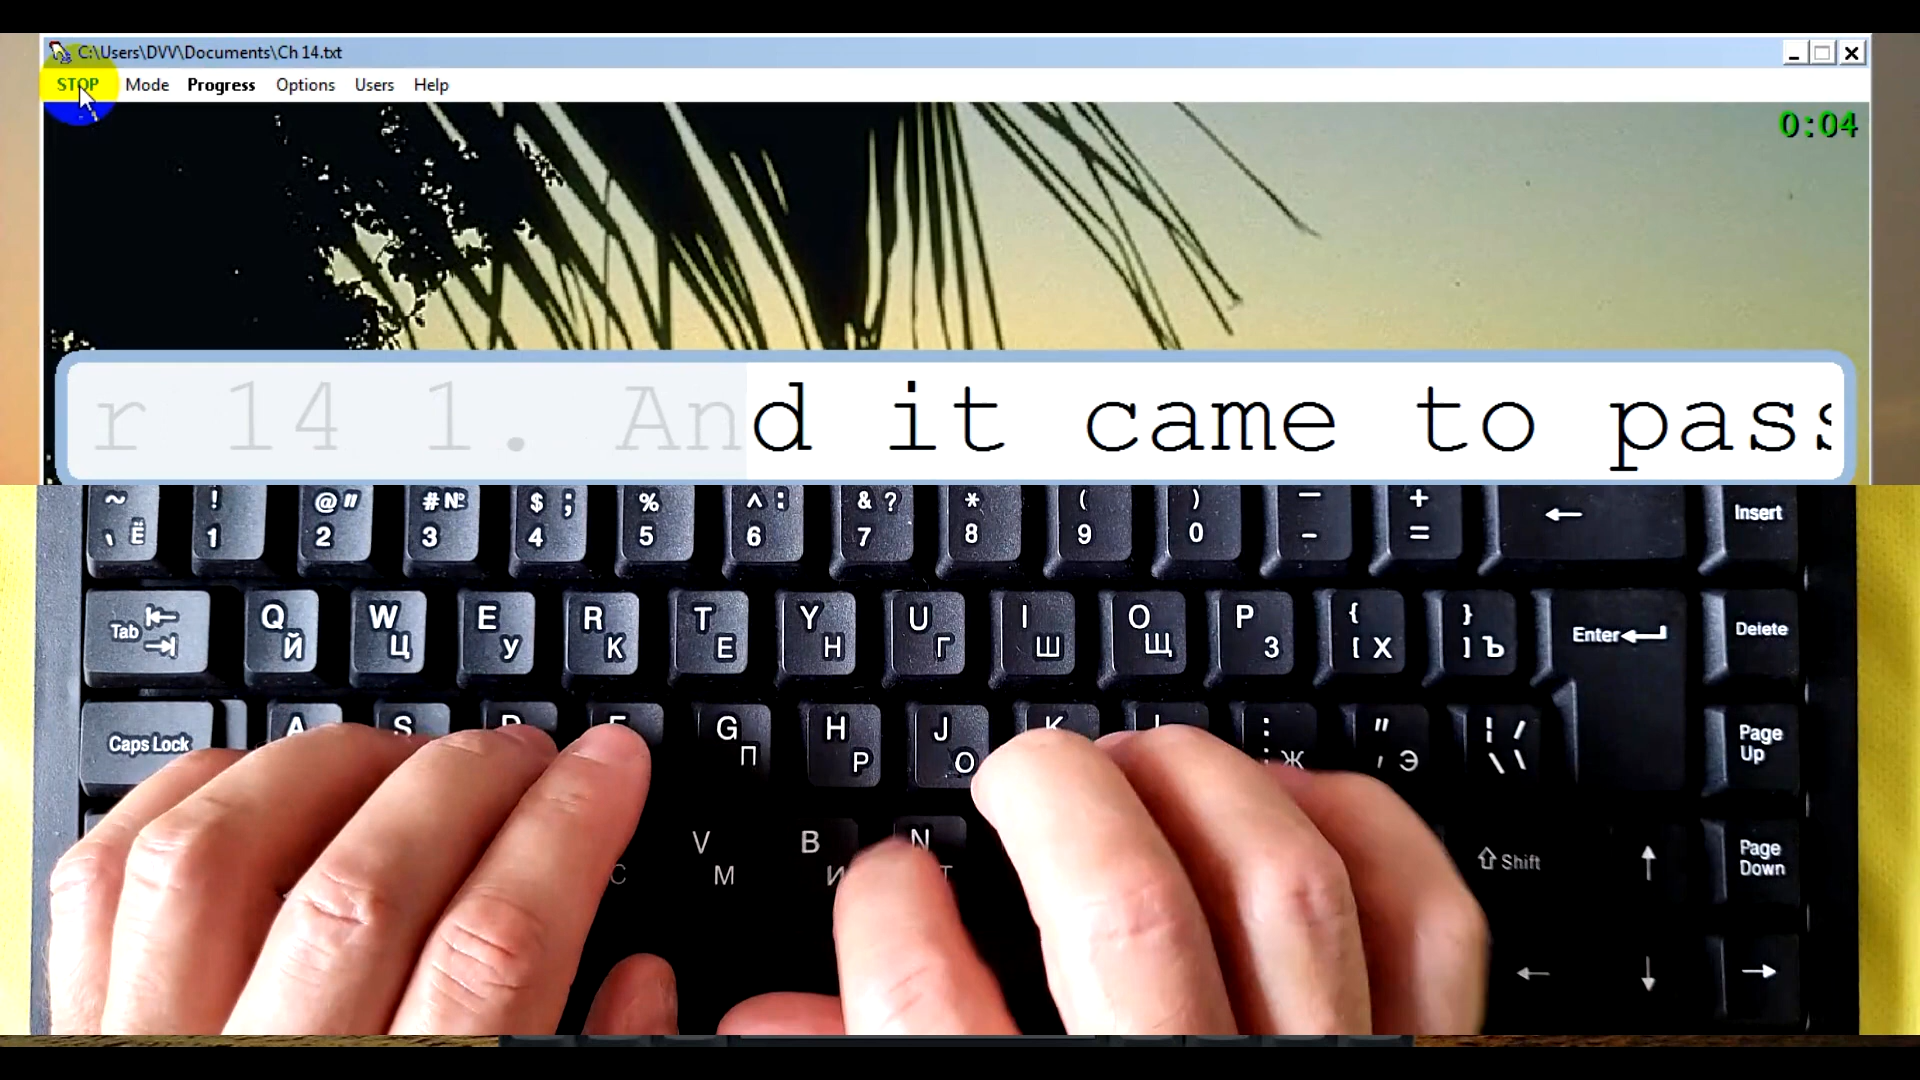 C:\Users\DVV\Documents\Ch 14.txt
STOP Mode Progress Options Users Help
0:04
r 14 1. And it came to pass
~ ` Ё ! 1 @ " 2 # № 3 $ ; 4 % 5 ^ : 6 & ? 7 * 8 ( 9 ) 0 — - + = ← Insert
Tab Q Й W Ц E У R К T Е Y Н U Г I Ш O Щ P З { [ Х } ] Ъ Enter Delete
Caps Lock A S D F G П H Р J О K L : ; Ж " ' Э ¦ / \ \ Page Up
С V М B И N Т ⇧ Shift ↑ Page Down
← ↓ →